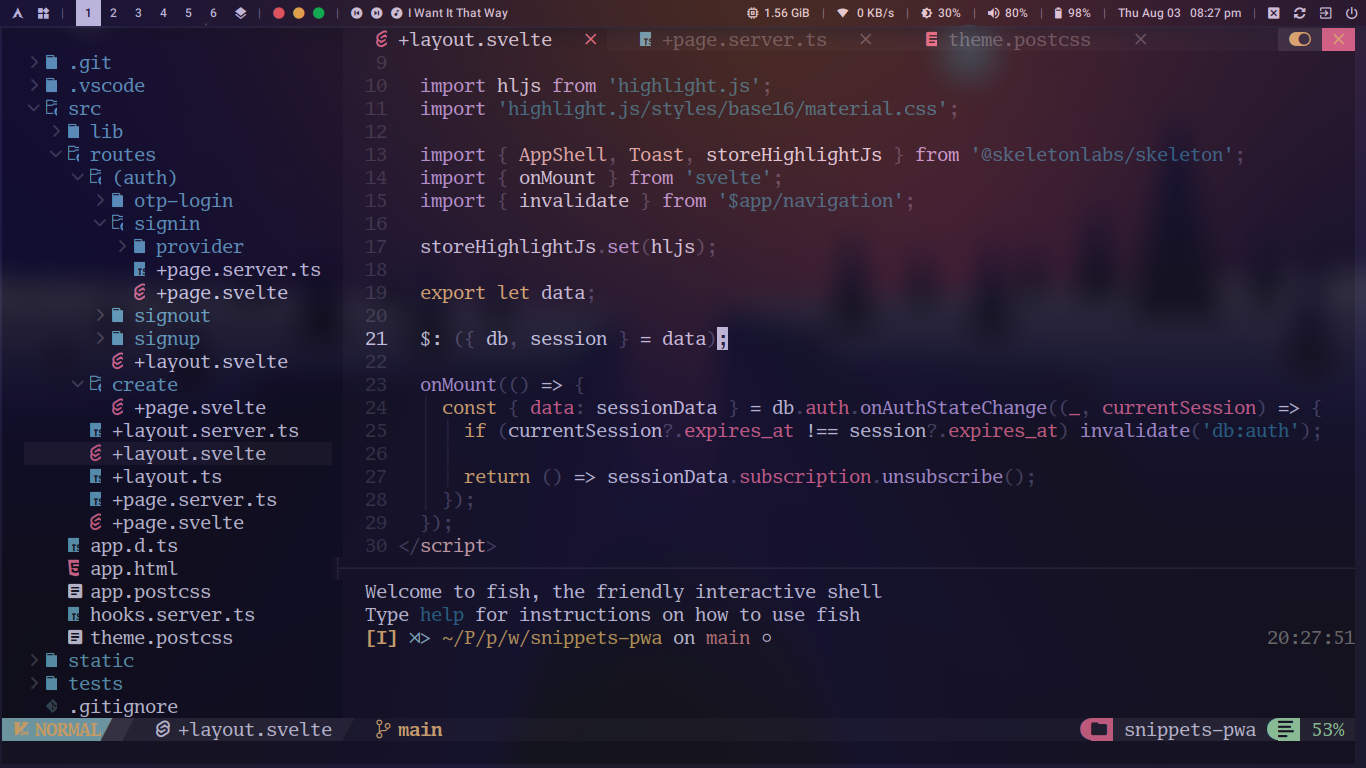 1 2 3 4 5 6 I Want It That Way 1.56 GiB 0 KB/s 30% 80% 98% Thu Aug 03 08:27 pm
+layout.svelte +page.server.ts theme.postcss
.git
.vscode
src
lib
routes
(auth)
otp-login
signin
provider
+page.server.ts
+page.svelte
signout
signup
+layout.svelte
create
+page.svelte
+layout.server.ts
+layout.svelte
+layout.ts
+page.server.ts
+page.svelte
app.d.ts
app.html
app.postcss
hooks.server.ts
theme.postcss
static
tests
.gitignore
9
10 import hljs from 'highlight.js';
11 import 'highlight.js/styles/base16/material.css';
12
13 import { AppShell, Toast, storeHighlightJs } from '@skeletonlabs/skeleton';
14 import { onMount } from 'svelte';
15 import { invalidate } from '$app/navigation';
16
17 storeHighlightJs.set(hljs);
18
19 export let data;
20
21 $: ({ db, session } = data);
22
23 onMount(() => {
24 const { data: sessionData } = db.auth.onAuthStateChange((_, currentSession) => {
25 if (currentSession?.expires_at !== session?.expires_at) invalidate('db:auth');
26
27 return () => sessionData.subscription.unsubscribe();
28 });
29 });
30 </script>
Welcome to fish, the friendly interactive shell
Type help for instructions on how to use fish
[I] ⋊> ~/P/p/w/snippets-pwa on main ○ 20:27:51
NORMAL +layout.svelte main snippets-pwa 53%